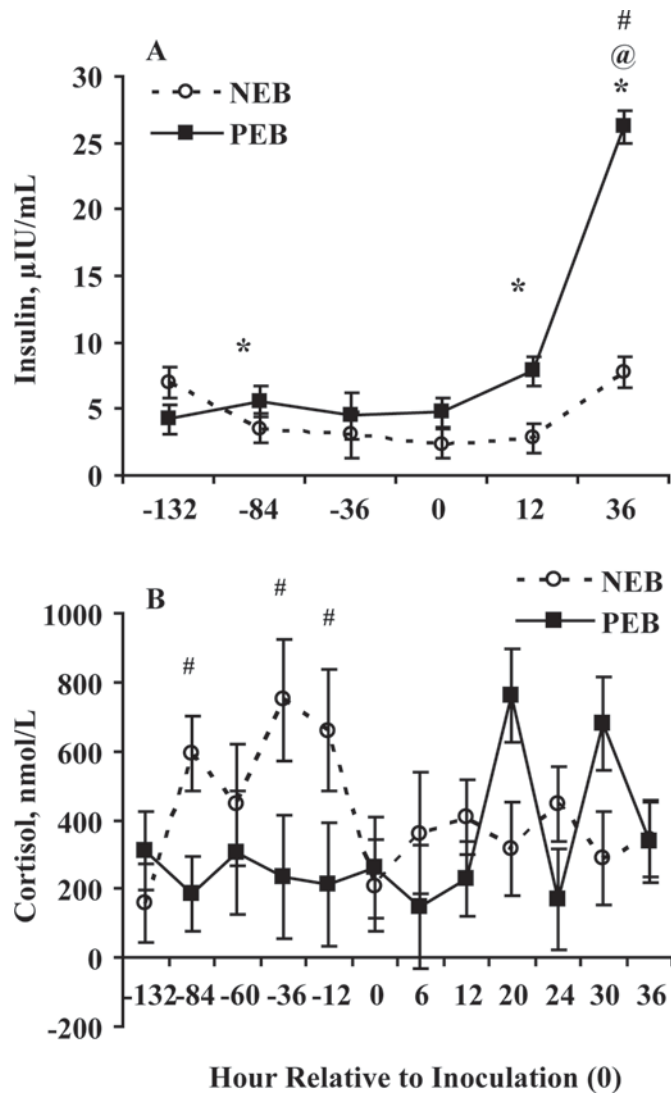 #
A
@
30
NEB
*
PEB
25
20
Insulin, µIU/mL
15
*
10
*
5
0
-132 -84 -36 0 12 36
NEB
#
B
PEB
1000
#
#
800
600
Cortisol, nmol/L
400
200
0
-132 -84 -60 -36 -12 0 6 12 20 24 30 36
-200
Hour Relative to Inoculation (0)